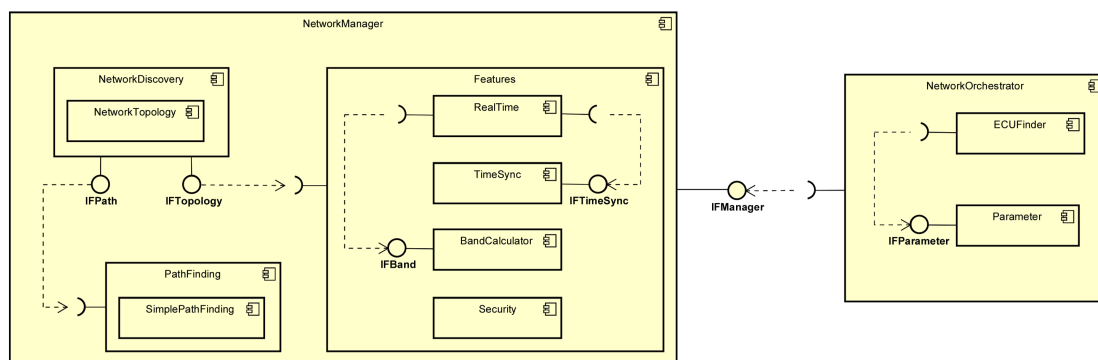 NetworkManager
NetworkDiscovery
NetworkTopology
IFPath
IFTopology
PathFinding
SimplePathFinding
Features
RealTime
TimeSync
IFTimeSync
BandCalculator
IFBand
Security
IFManager
NetworkOrchestrator
ECUFinder
Parameter
IFParameter